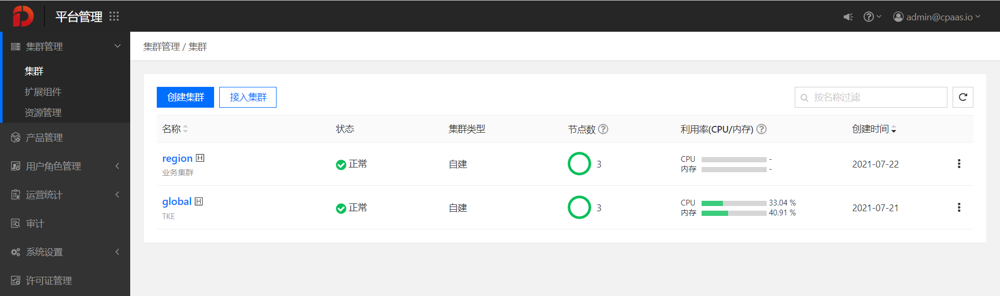 平台管理
admin@cpaas.io
集群管理
集群
扩展组件
资源管理
产品管理
用户角色管理
运营统计
审计
系统设置
许可证管理
集群管理 / 集群
创建集群
接入集群
按名称过滤
名称 状态 集群类型 节点数 利用率(CPU/内存) 创建时间
region H
业务集群
正常
自建
3
CPU -
内存 -
2021-07-22
global H
TKE
正常
自建
3
CPU 33.04 %
内存 40.91 %
2021-07-21